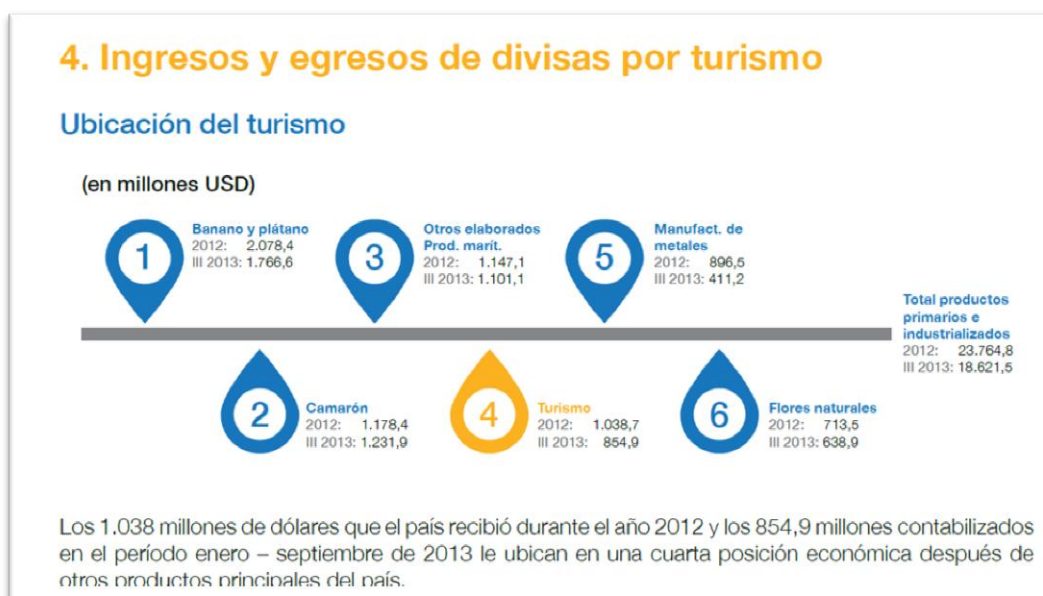 4. Ingresos y egresos de divisas por turismo
Ubicación del turismo
(en millones USD)
1
Banano y plátano
2012: 2.078,4
III 2013: 1.766,6
3
Otros elaborados
Prod. marít.
2012: 1.147,1
III 2013: 1.101,1
5
Manufact. de
metales
2012: 896,5
III 2013: 411,2
Total productos
primarios e
industrializados
2012: 23.764,8
III 2013: 18.621,5
2
Camarón
2012: 1.178,4
III 2013: 1.231,9
4
Turismo
2012: 1.038,7
III 2013: 854,9
6
Flores naturales
2012: 713,5
III 2013: 638,9
Los 1.038 millones de dólares que el país recibió durante el año 2012 y los 854,9 millones contabilizados
en el período enero – septiembre de 2013 le ubican en una cuarta posición económica después de
otros productos principales del país.